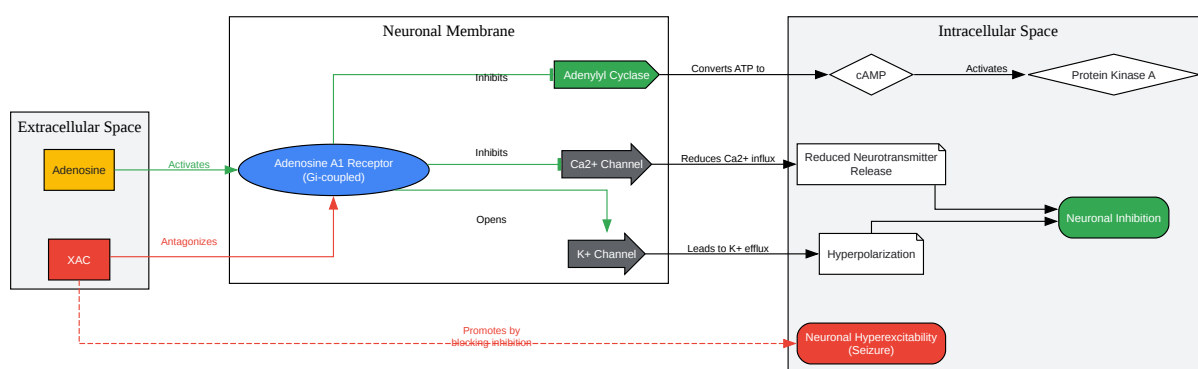 Neuronal Membrane
Intracellular Space
Extracellular Space
Adenosine
Activates
XAC
Antagonizes
Adenosine A1 Receptor
(Gi-coupled)
Inhibits
Adenylyl Cyclase
Converts ATP to
cAMP
Activates
Protein Kinase A
Inhibits
Ca2+ Channel
Reduces Ca2+ influx
Reduced Neurotransmitter
Release
Opens
K+ Channel
Leads to K+ efflux
Hyperpolarization
Neuronal Inhibition
Promotes by
blocking inhibition
Neuronal Hyperexcitability
(Seizure)